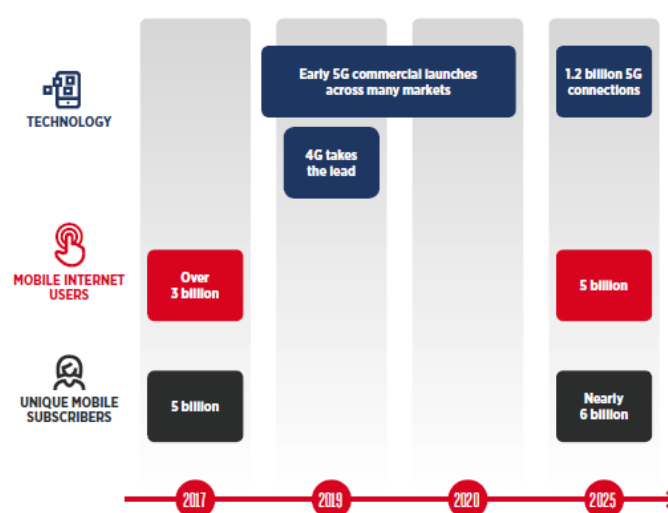 Early 5G commercial launches
across many markets
1.2 billion 5G
connections
TECHNOLOGY
4G takes
the lead
MOBILE INTERNET
USERS
Over
3 billion
5 billion
UNIQUE MOBILE
SUBSCRIBERS
5 billion
Nearly
6 billion
2017
2019
2020
2025